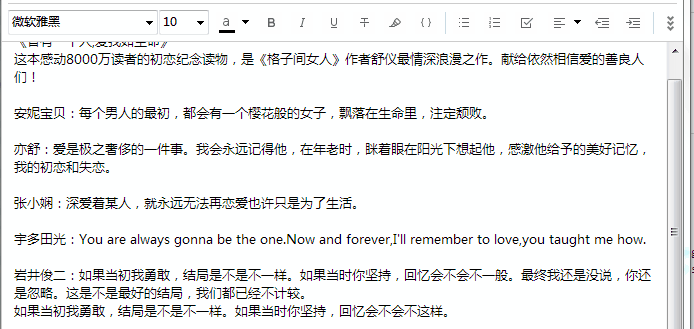 微软雅黑 10 a B I U T
《曾有一个人,爱我如生命》
这本感动8000万读者的初恋纪念读物，是《格子间女人》作者舒仪最情深浪漫之作。献给依然相信爱的善良人
们！
安妮宝贝：每个男人的最初，都会有一个樱花般的女子，飘落在生命里，注定颓败。
亦舒：爱是极之奢侈的一件事。我会永远记得他，在年老时，眯着眼在阳光下想起他，感激他给予的美好记忆，
我的初恋和失恋。
张小娴：深爱着某人，就永远无法再恋爱也许只是为了生活。
宇多田光：You are always gonna be the one.Now and forever,I'll remember to love,you taught me how.
岩井俊二：如果当初我勇敢，结局是不是不一样。如果当时你坚持，回忆会不会不一般。最终我还是没说，你还
是忽略。这是不是最好的结局，我们都已经不计较。
如果当初我勇敢，结局是不是不一样。如果当时你坚持，回忆会不会不这样。